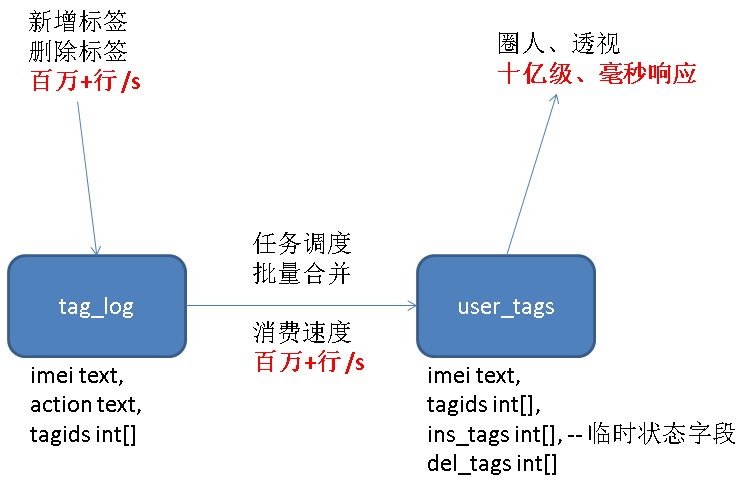 新增标签
删除标签
百万+行/s
圈人、透视
十亿级、毫秒响应
任务调度
批量合并
tag_log
user_tags
消费速度
百万+行/s
imei text,
action text,
tagids int[]
imei text,
tagids int[],
ins_tags int[], -- 临时状态字段
del_tags int[]